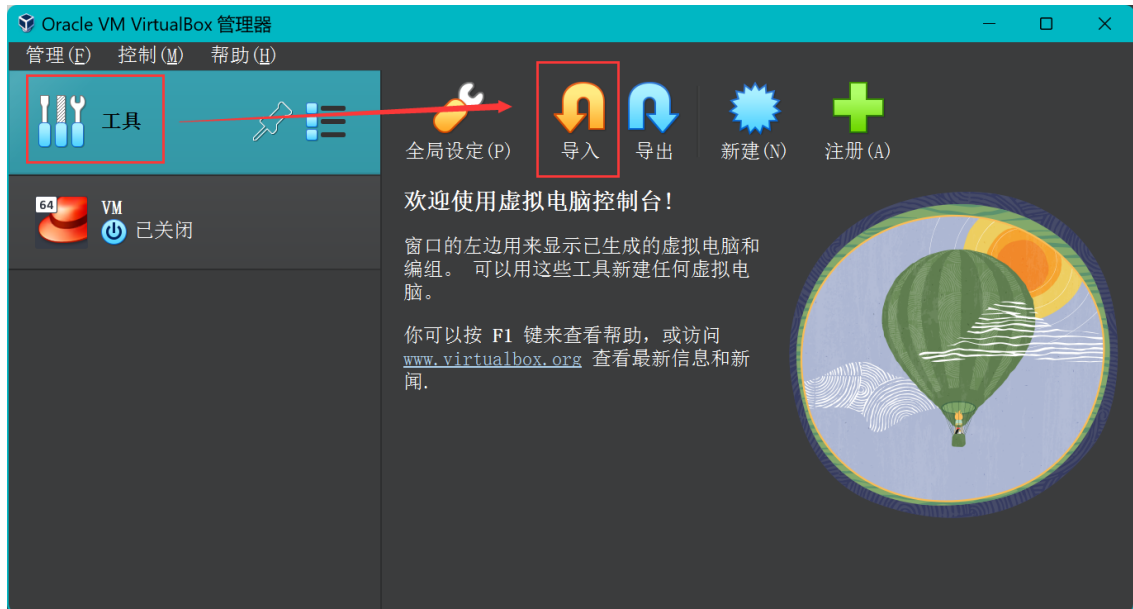 Oracle VM VirtualBox 管理器
管理(F) 控制(M) 帮助(H)
工具
全局设定(P) 导入 导出 新建(N) 注册(A)
64
VM
已关闭
欢迎使用虚拟电脑控制台!
窗口的左边用来显示已生成的虚拟电脑和
编组。 可以用这些工具新建任何虚拟电
脑。
你可以按 F1 键来查看帮助，或访问
www.virtualbox.org 查看最新信息和新
闻.